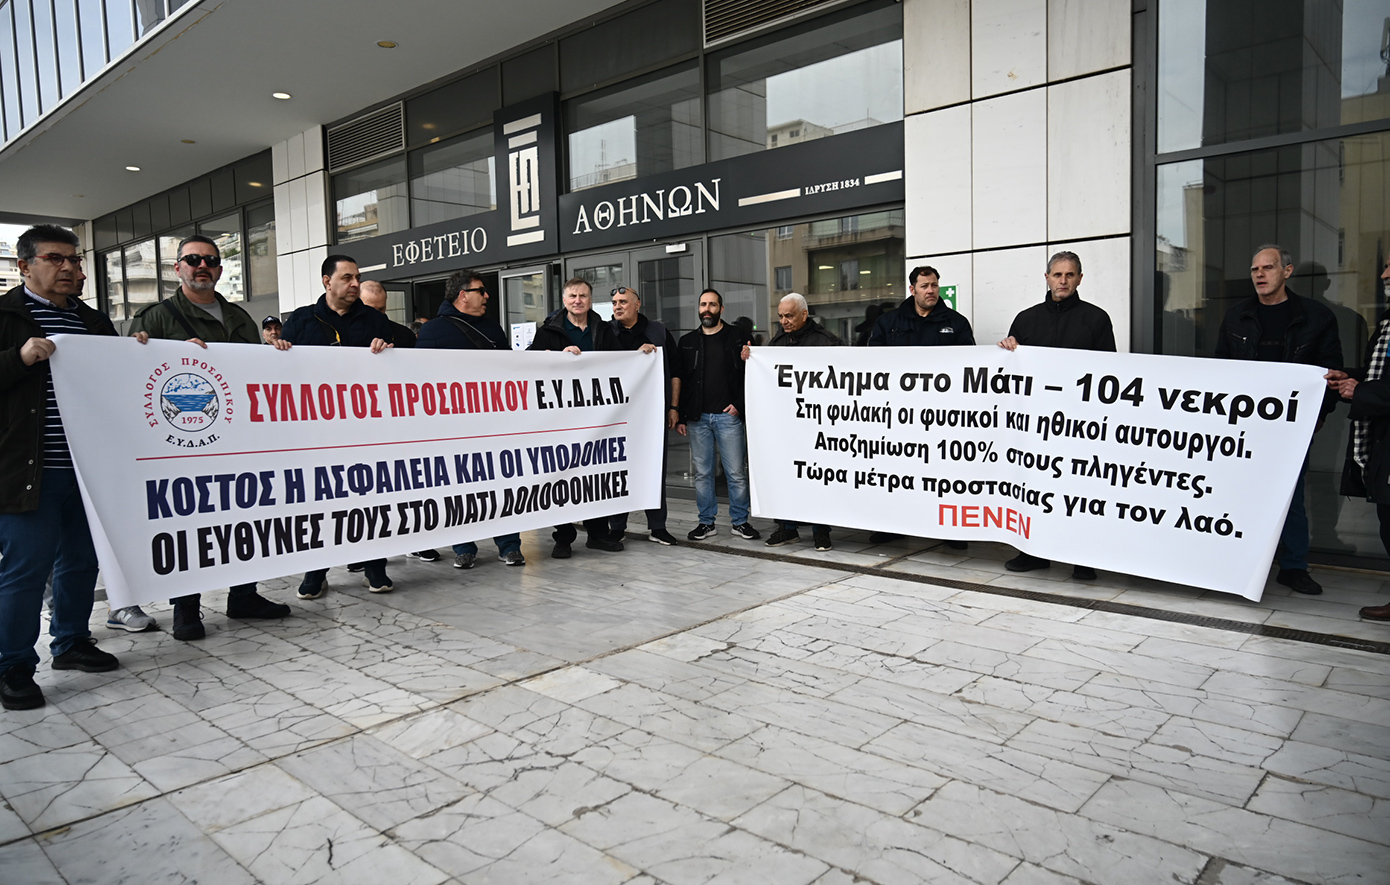 ΕΦΕΤΕΙΟ
ΑΘΗΝΩΝ
ΙΔΡΥΣΗ 1834
ΣΥΛΛΟΓΟΣ ΠΡΟΣΩΠΙΚΟΥ
1975
Ε.Υ.Δ.Α.Π.
ΣΥΛΛΟΓΟΣ ΠΡΟΣΩΠΙΚΟΥ Ε.Υ.Δ.Α.Π.
ΚΟΣΤΟΣ Η ΑΣΦΑΛΕΙΑ ΚΑΙ ΟΙ ΥΠΟΔΟΜΕΣ
ΟΙ ΕΥΘΥΝΕΣ ΤΟΥΣ ΣΤΟ ΜΑΤΙ ΔΟΛΟΦΟΝΙΚΕΣ
Έγκλημα στο Μάτι – 104 νεκροί
Στη φυλακή οι φυσικοί και ηθικοί αυτουργοί.
Αποζημίωση 100% στους πληγέντες.
Τώρα μέτρα προστασίας για τον λαό.
ΠΕΝΕΝ